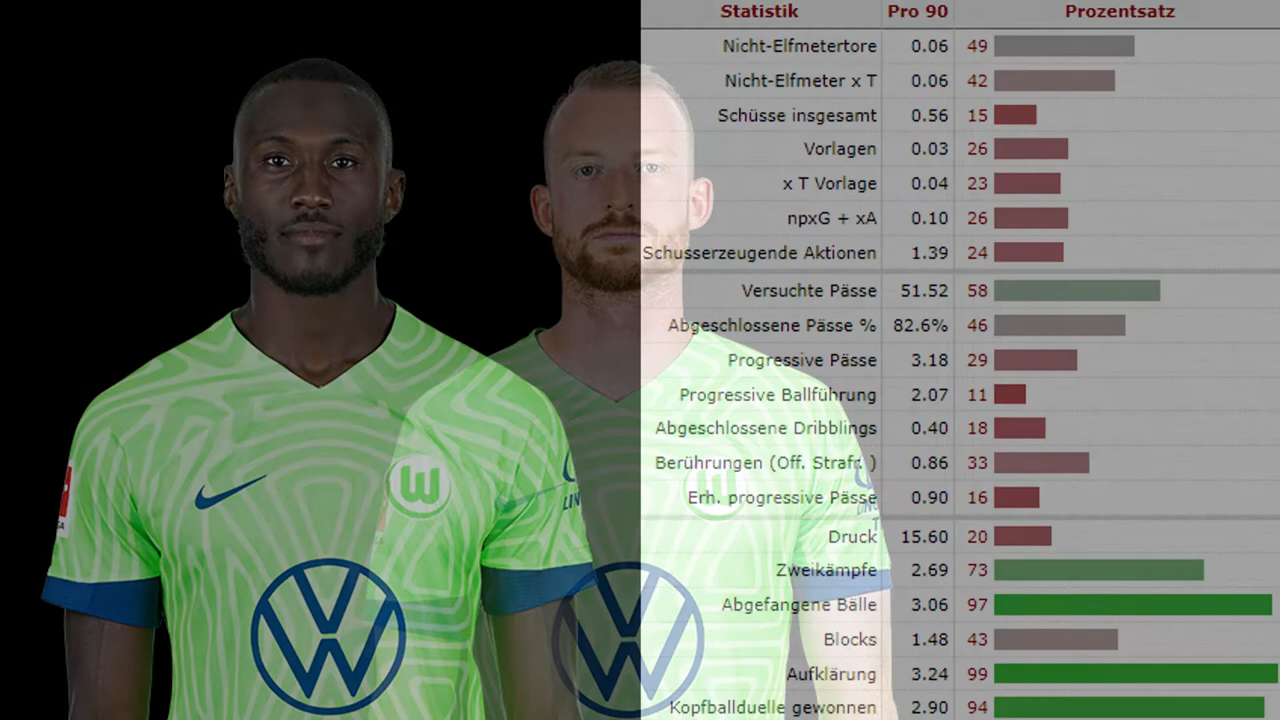 Statistik Pro 90 Prozentsatz
Nicht-Elfmetertore 0.06 49
Nicht-Elfmeter x T 0.06 42
Schüsse insgesamt 0.56 15
Vorlagen 0.03 26
x T Vorlage 0.04 23
npxG + xA 0.10 26
Schusserzeugende Aktionen 1.39 24
Versuchte Pässe 51.52 58
Abgeschlossene Pässe % 82.6% 46
Progressive Pässe 3.18 29
Progressive Ballführung 2.07 11
Abgeschlossene Dribblings 0.40 18
Berührungen (Off. Strafr. ) 0.86 33
Erh. progressive Pässe 0.90 16
Druck 15.60 20
Zweikämpfe 2.69 73
Abgefangene Bälle 3.06 97
Blocks 1.48 43
Aufklärung 3.24 99
Kopfballduelle gewonnen 2.90 94
W
VW